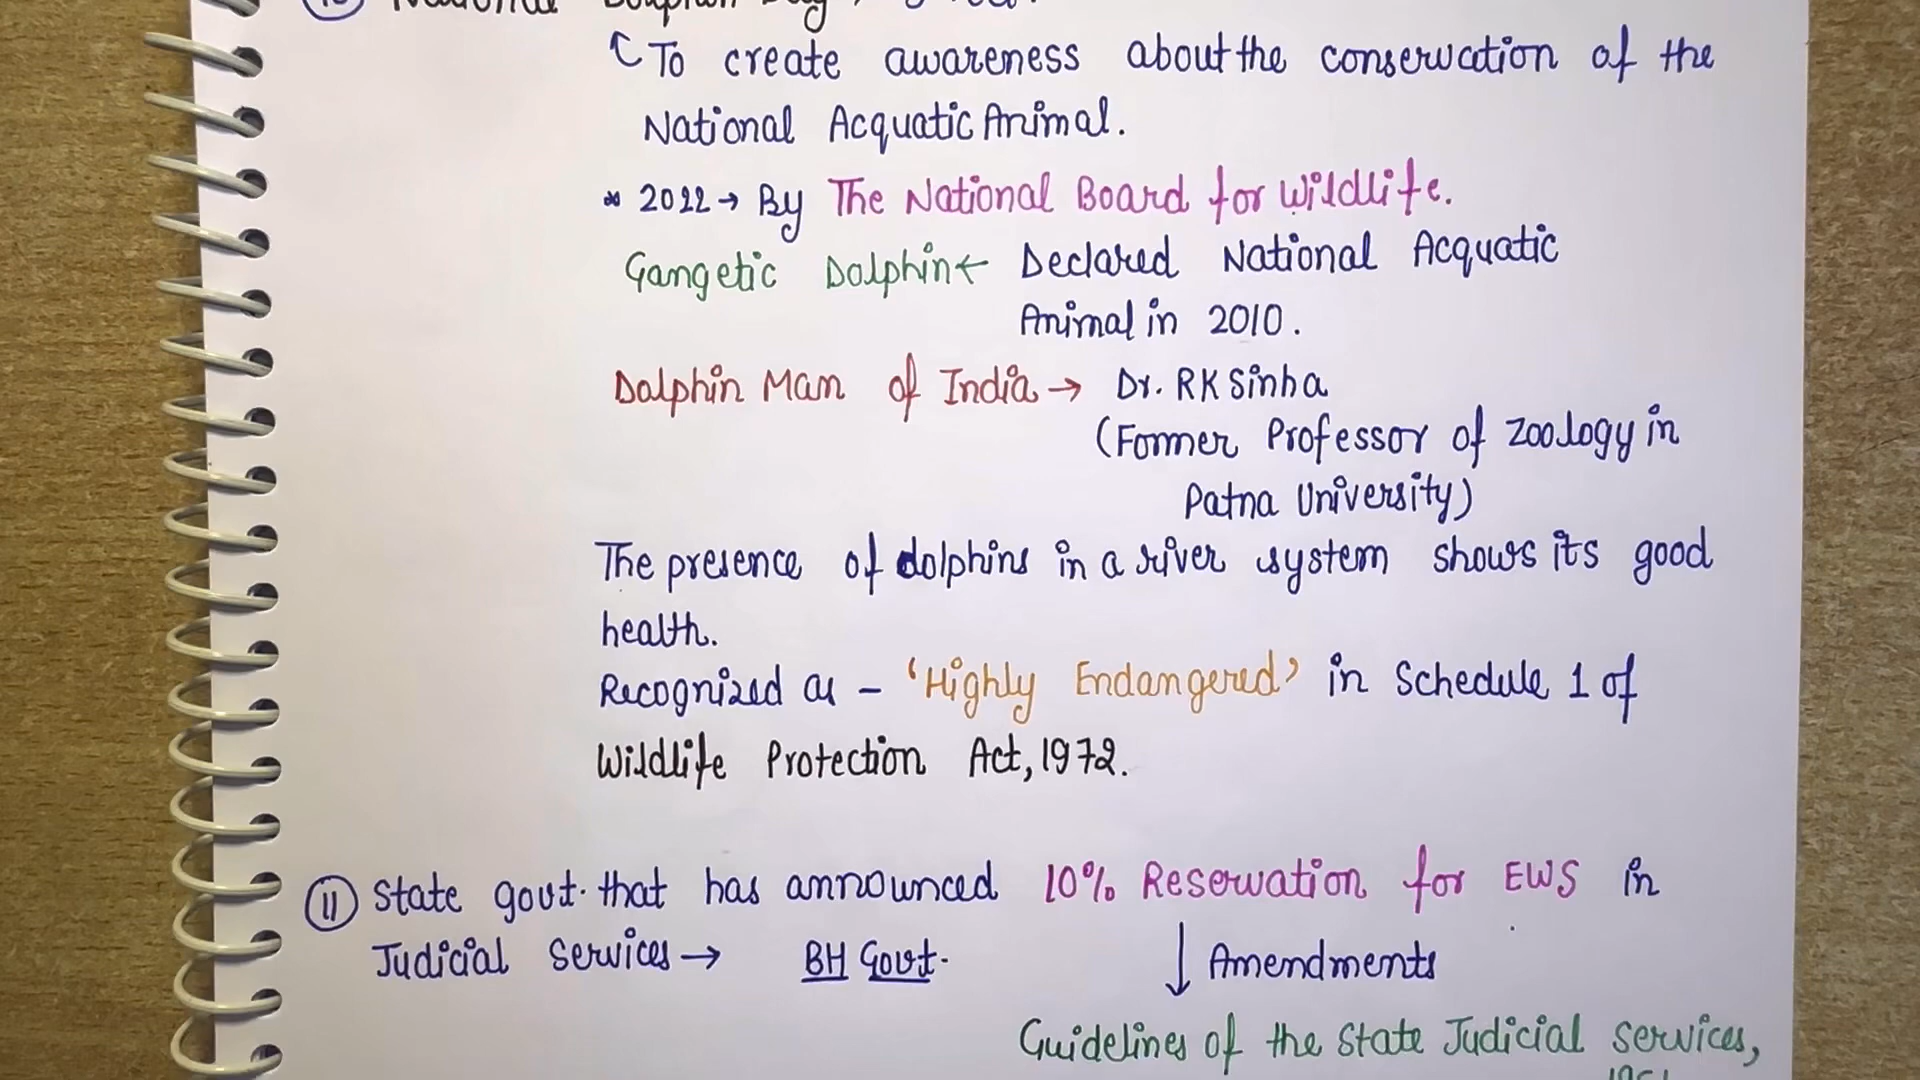 National Dolphin Day
To create awareness about the conservation of the
National Acquatic Animal.
* 2022 → By The National Board for Wildlife.
Gangetic Dolphin ← Declared National Acquatic
Animal in 2010.
Dolphin Man of India → Dr. RK Sinha
(Former Professor of Zoology in
Patna University)
The presence of dolphins in a river system shows its good
health.
Recognized as - 'Highly Endangered' in Schedule 1 of
Wildlife Protection Act, 1972.
11 State govt. that has announced 10% Reservation for EWS in
Judicial Services → BH Govt. ↓ Amendments
Guidelines of the State Judicial Services,